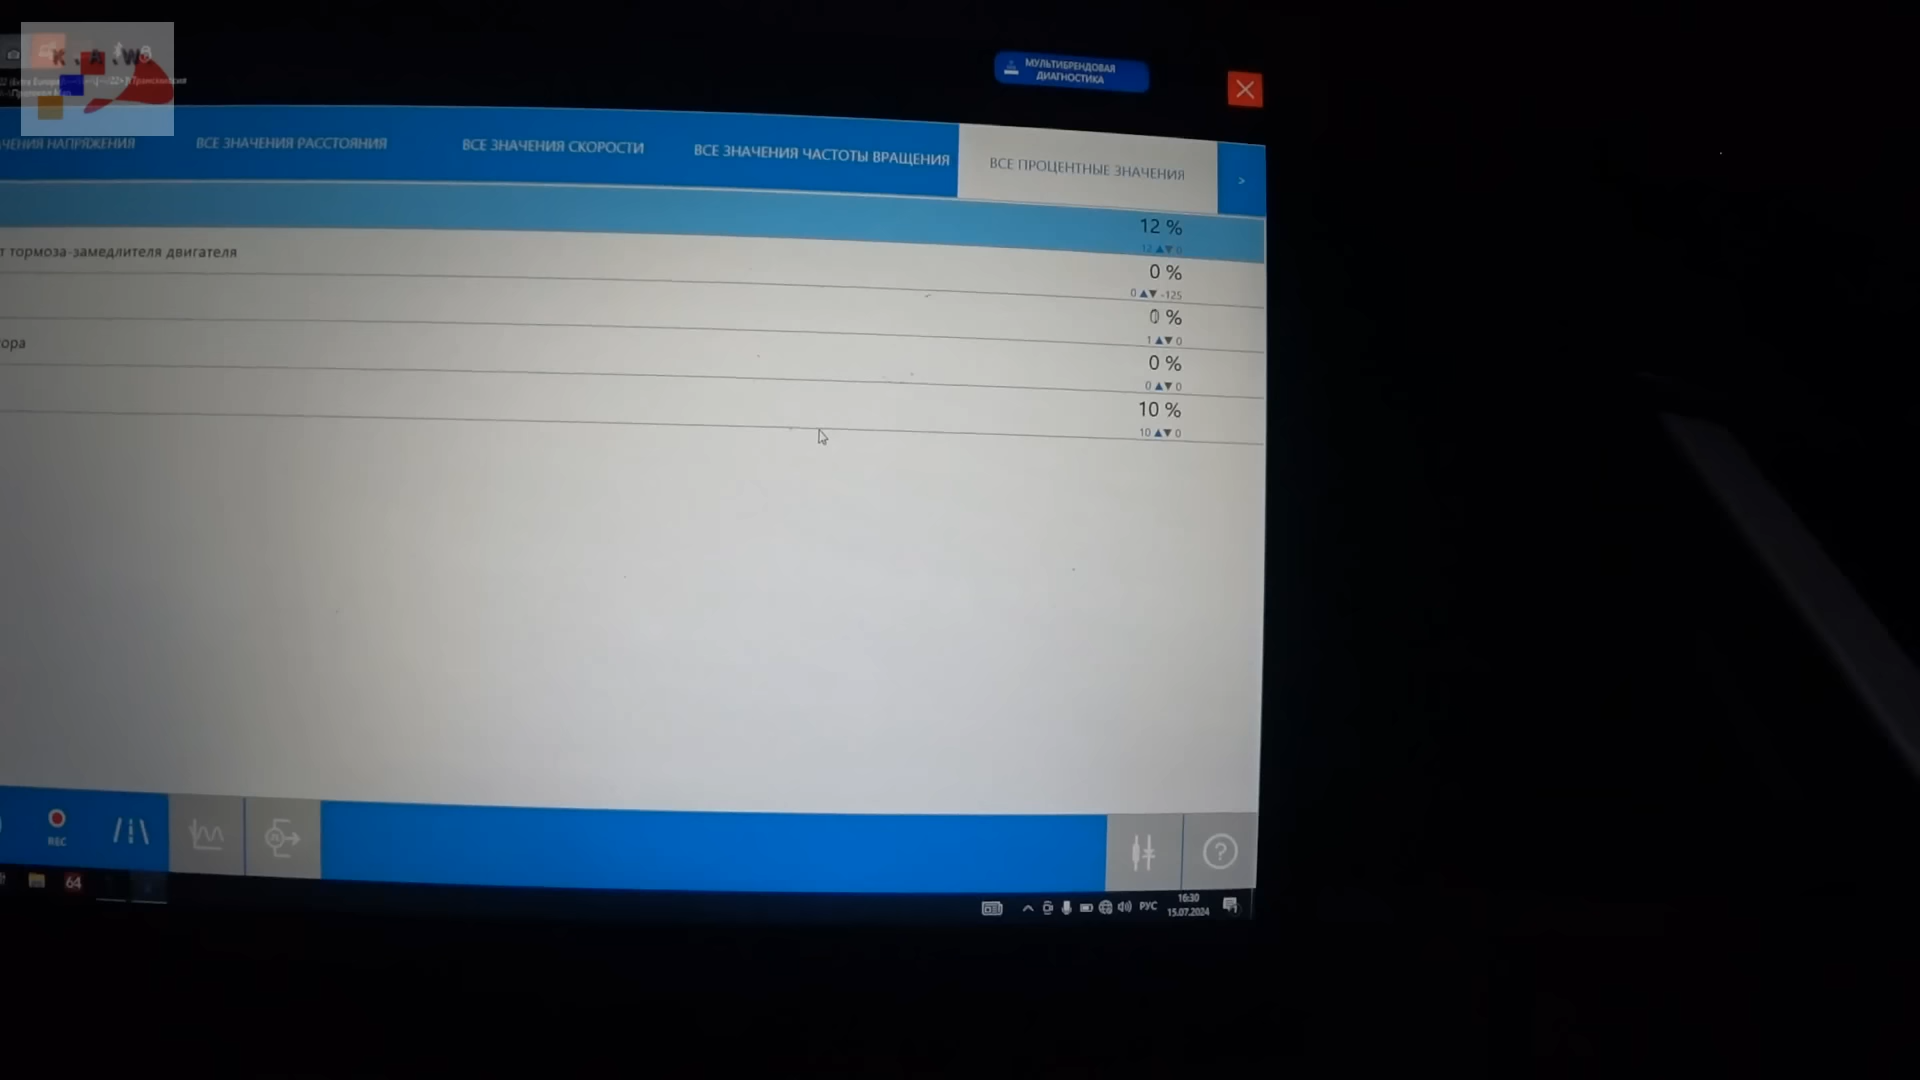 K.A.W
МУЛЬТИБРЕНДОВАЯ
ДИАГНОСТИКА
ЧЕНИЯ НАПРЯЖЕНИЯ
ВСЕ ЗНАЧЕНИЯ РАССТОЯНИЯ
ВСЕ ЗНАЧЕНИЯ СКОРОСТИ
ВСЕ ЗНАЧЕНИЯ ЧАСТОТЫ ВРАЩЕНИЯ
ВСЕ ПРОЦЕНТНЫЕ ЗНАЧЕНИЯ
>
12 %
12 ▲▼ 0
т тормоза-замедлителя двигателя
0 %
0 ▲▼ -125
0 %
1 ▲▼ 0
ора
0 %
0 ▲▼ 0
10 %
10 ▲▼ 0
REC
?
64
РУС
16:30
15.07.2024